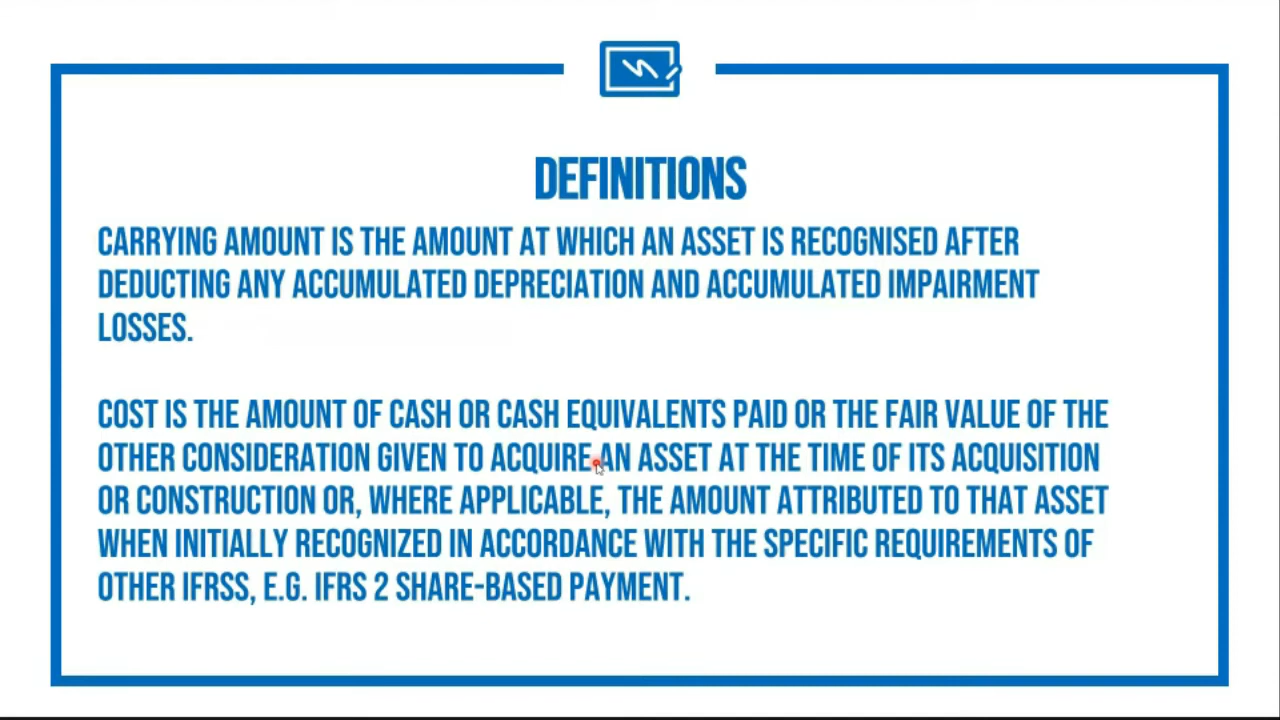 DEFINITIONS
CARRYING AMOUNT IS THE AMOUNT AT WHICH AN ASSET IS RECOGNISED AFTER
DEDUCTING ANY ACCUMULATED DEPRECIATION AND ACCUMULATED IMPAIRMENT
LOSSES.
COST IS THE AMOUNT OF CASH OR CASH EQUIVALENTS PAID OR THE FAIR VALUE OF THE
OTHER CONSIDERATION GIVEN TO ACQUIRE AN ASSET AT THE TIME OF ITS ACQUISITION
OR CONSTRUCTION OR, WHERE APPLICABLE, THE AMOUNT ATTRIBUTED TO THAT ASSET
WHEN INITIALLY RECOGNIZED IN ACCORDANCE WITH THE SPECIFIC REQUIREMENTS OF
OTHER IFRSS, E.G. IFRS 2 SHARE-BASED PAYMENT.